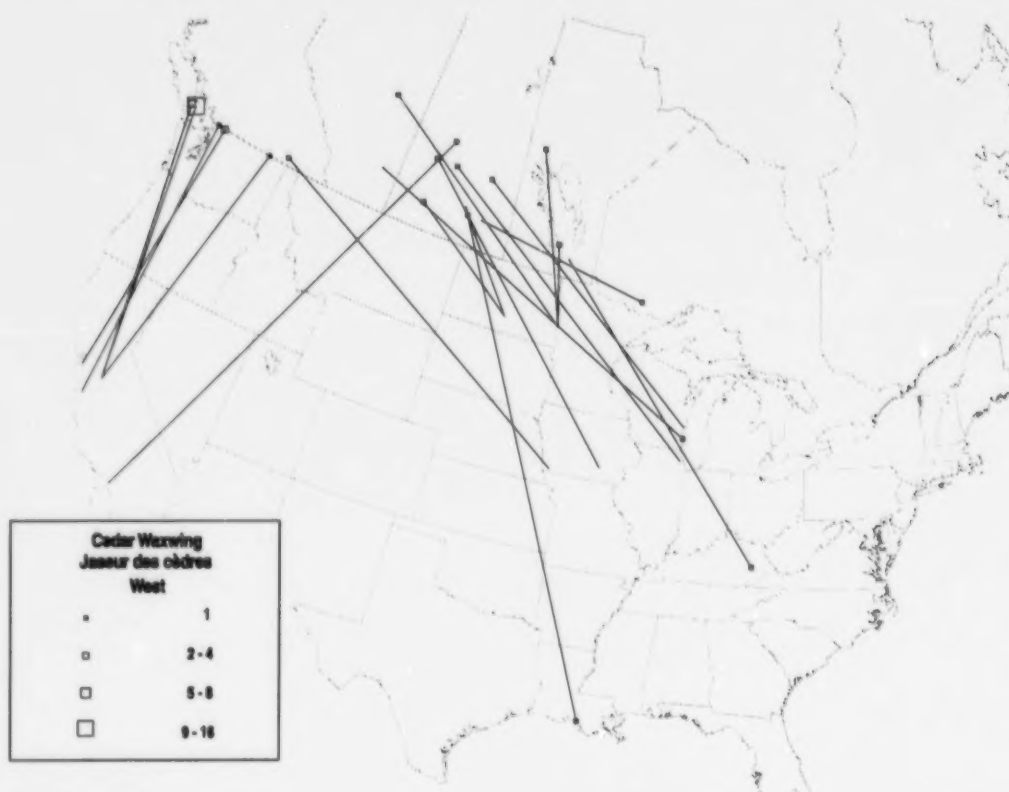 Cedar Waxwing
Jaseur des cèdres
West
1
2 - 4
5 - 8
9 - 16